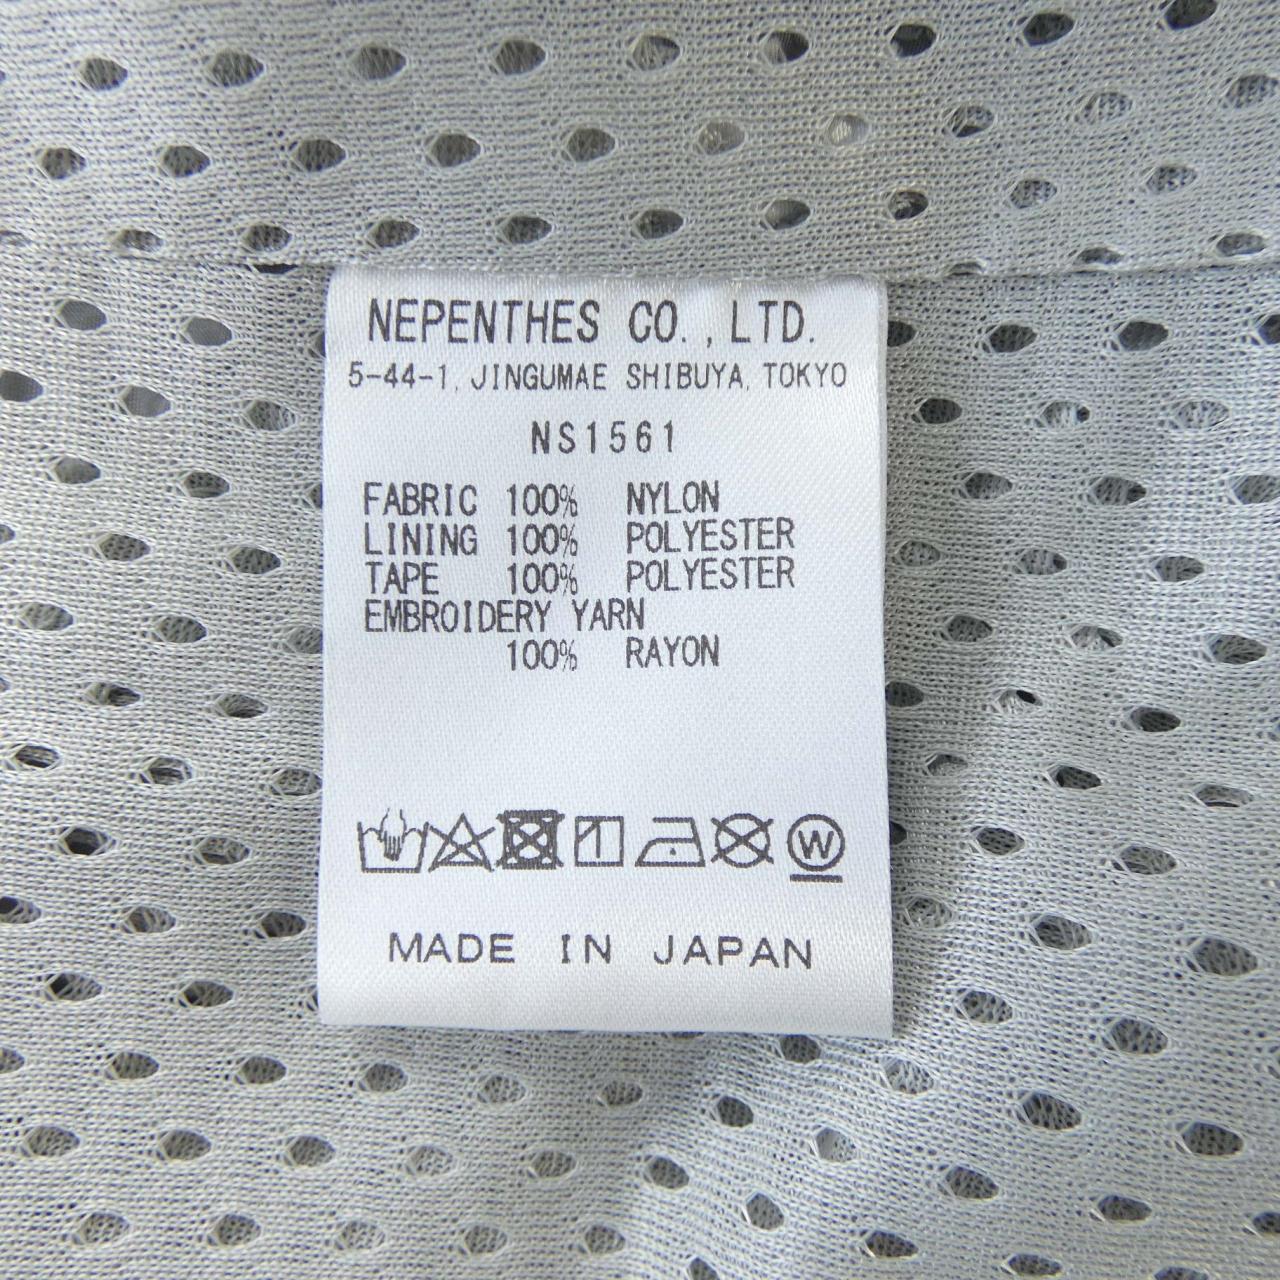 NEPENTHES CO.,LTD.
5-44-1, JINGUMAE SHIBUYA, TOKYO
NS1561
FABRIC 100% NYLON
LINING 100% POLYESTER
TAPE 100% POLYESTER
EMBROIDERY YARN
100% RAYON
W
MADE IN JAPAN